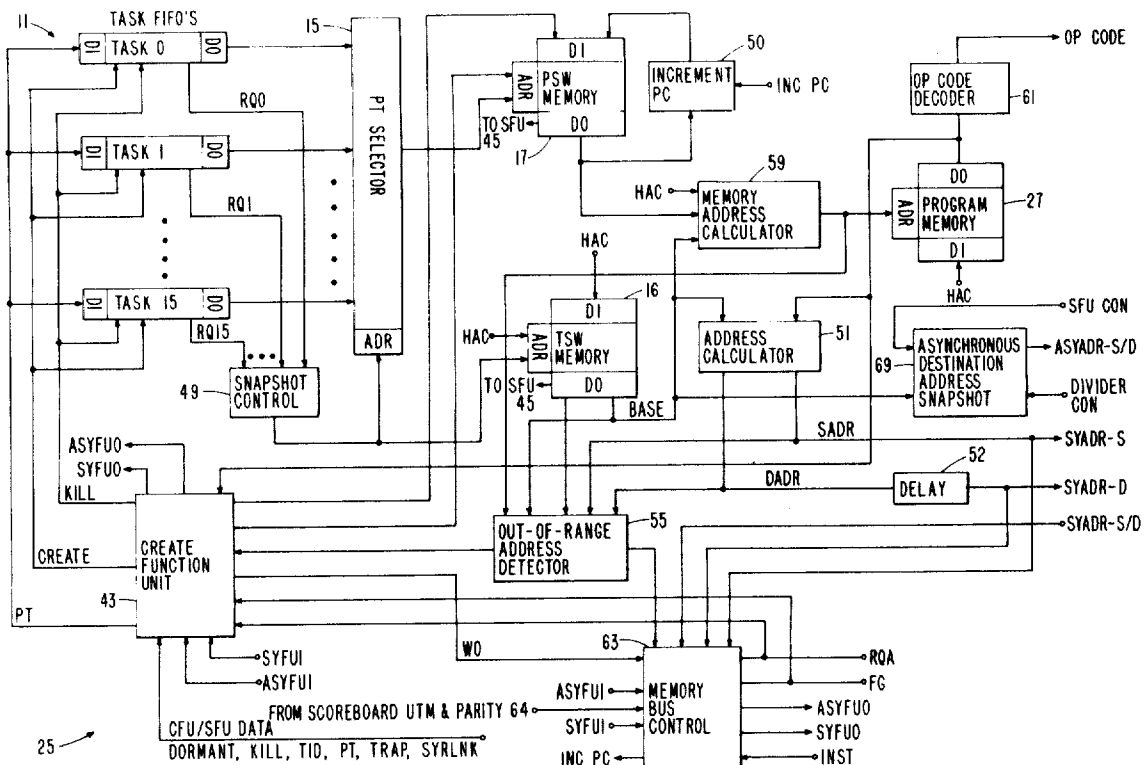 TASK FIFO'S
11
DI
TASK 0
DO
DI
TASK 1
DO
DI
TASK 15
DO
RQ0
RQ1
RQ15
15
PT SELECTOR
ADR
SNAPSHOT
CONTROL
49
DI
ADR
PSW
MEMORY
DO
TO SFU
45
17
50
INCREMENT
PC
INC PC
OP CODE
OP CODE
DECODER
61
59
HAC
MEMORY
ADDRESS
CALCULATOR
DO
ADR
PROGRAM
MEMORY
DI
27
HAC
HAC
16
DI
HAC
ADR
TSW
MEMORY
DO
TO SFU
45
BASE
ADDRESS
CALCULATOR
51
SFU CON
ASYNCHRONOUS
DESTINATION
ADDRESS
SNAPSHOT
69
ASYADR-S/D
DIVIDER
CON
SADR
SYADR-S
DADR
52
DELAY
SYADR-D
SYADR-S/D
ASYFUO
SYFUO
KILL
CREATE
PT
CREATE
FUNCTION
UNIT
43
OUT-OF-RANGE
ADDRESS
DETECTOR
55
WO
SYFUI
ASYFUI
63
MEMORY
BUS
CONTROL
ASYFUI
FROM SCOREBOARD UTM & PARITY 64
SYFUI
INC PC
RQA
FG
ASYFUO
SYFUO
INST
25
CFU/SFU DATA
DORMANT, KILL, TID, PT, TRAP, SYRLNK